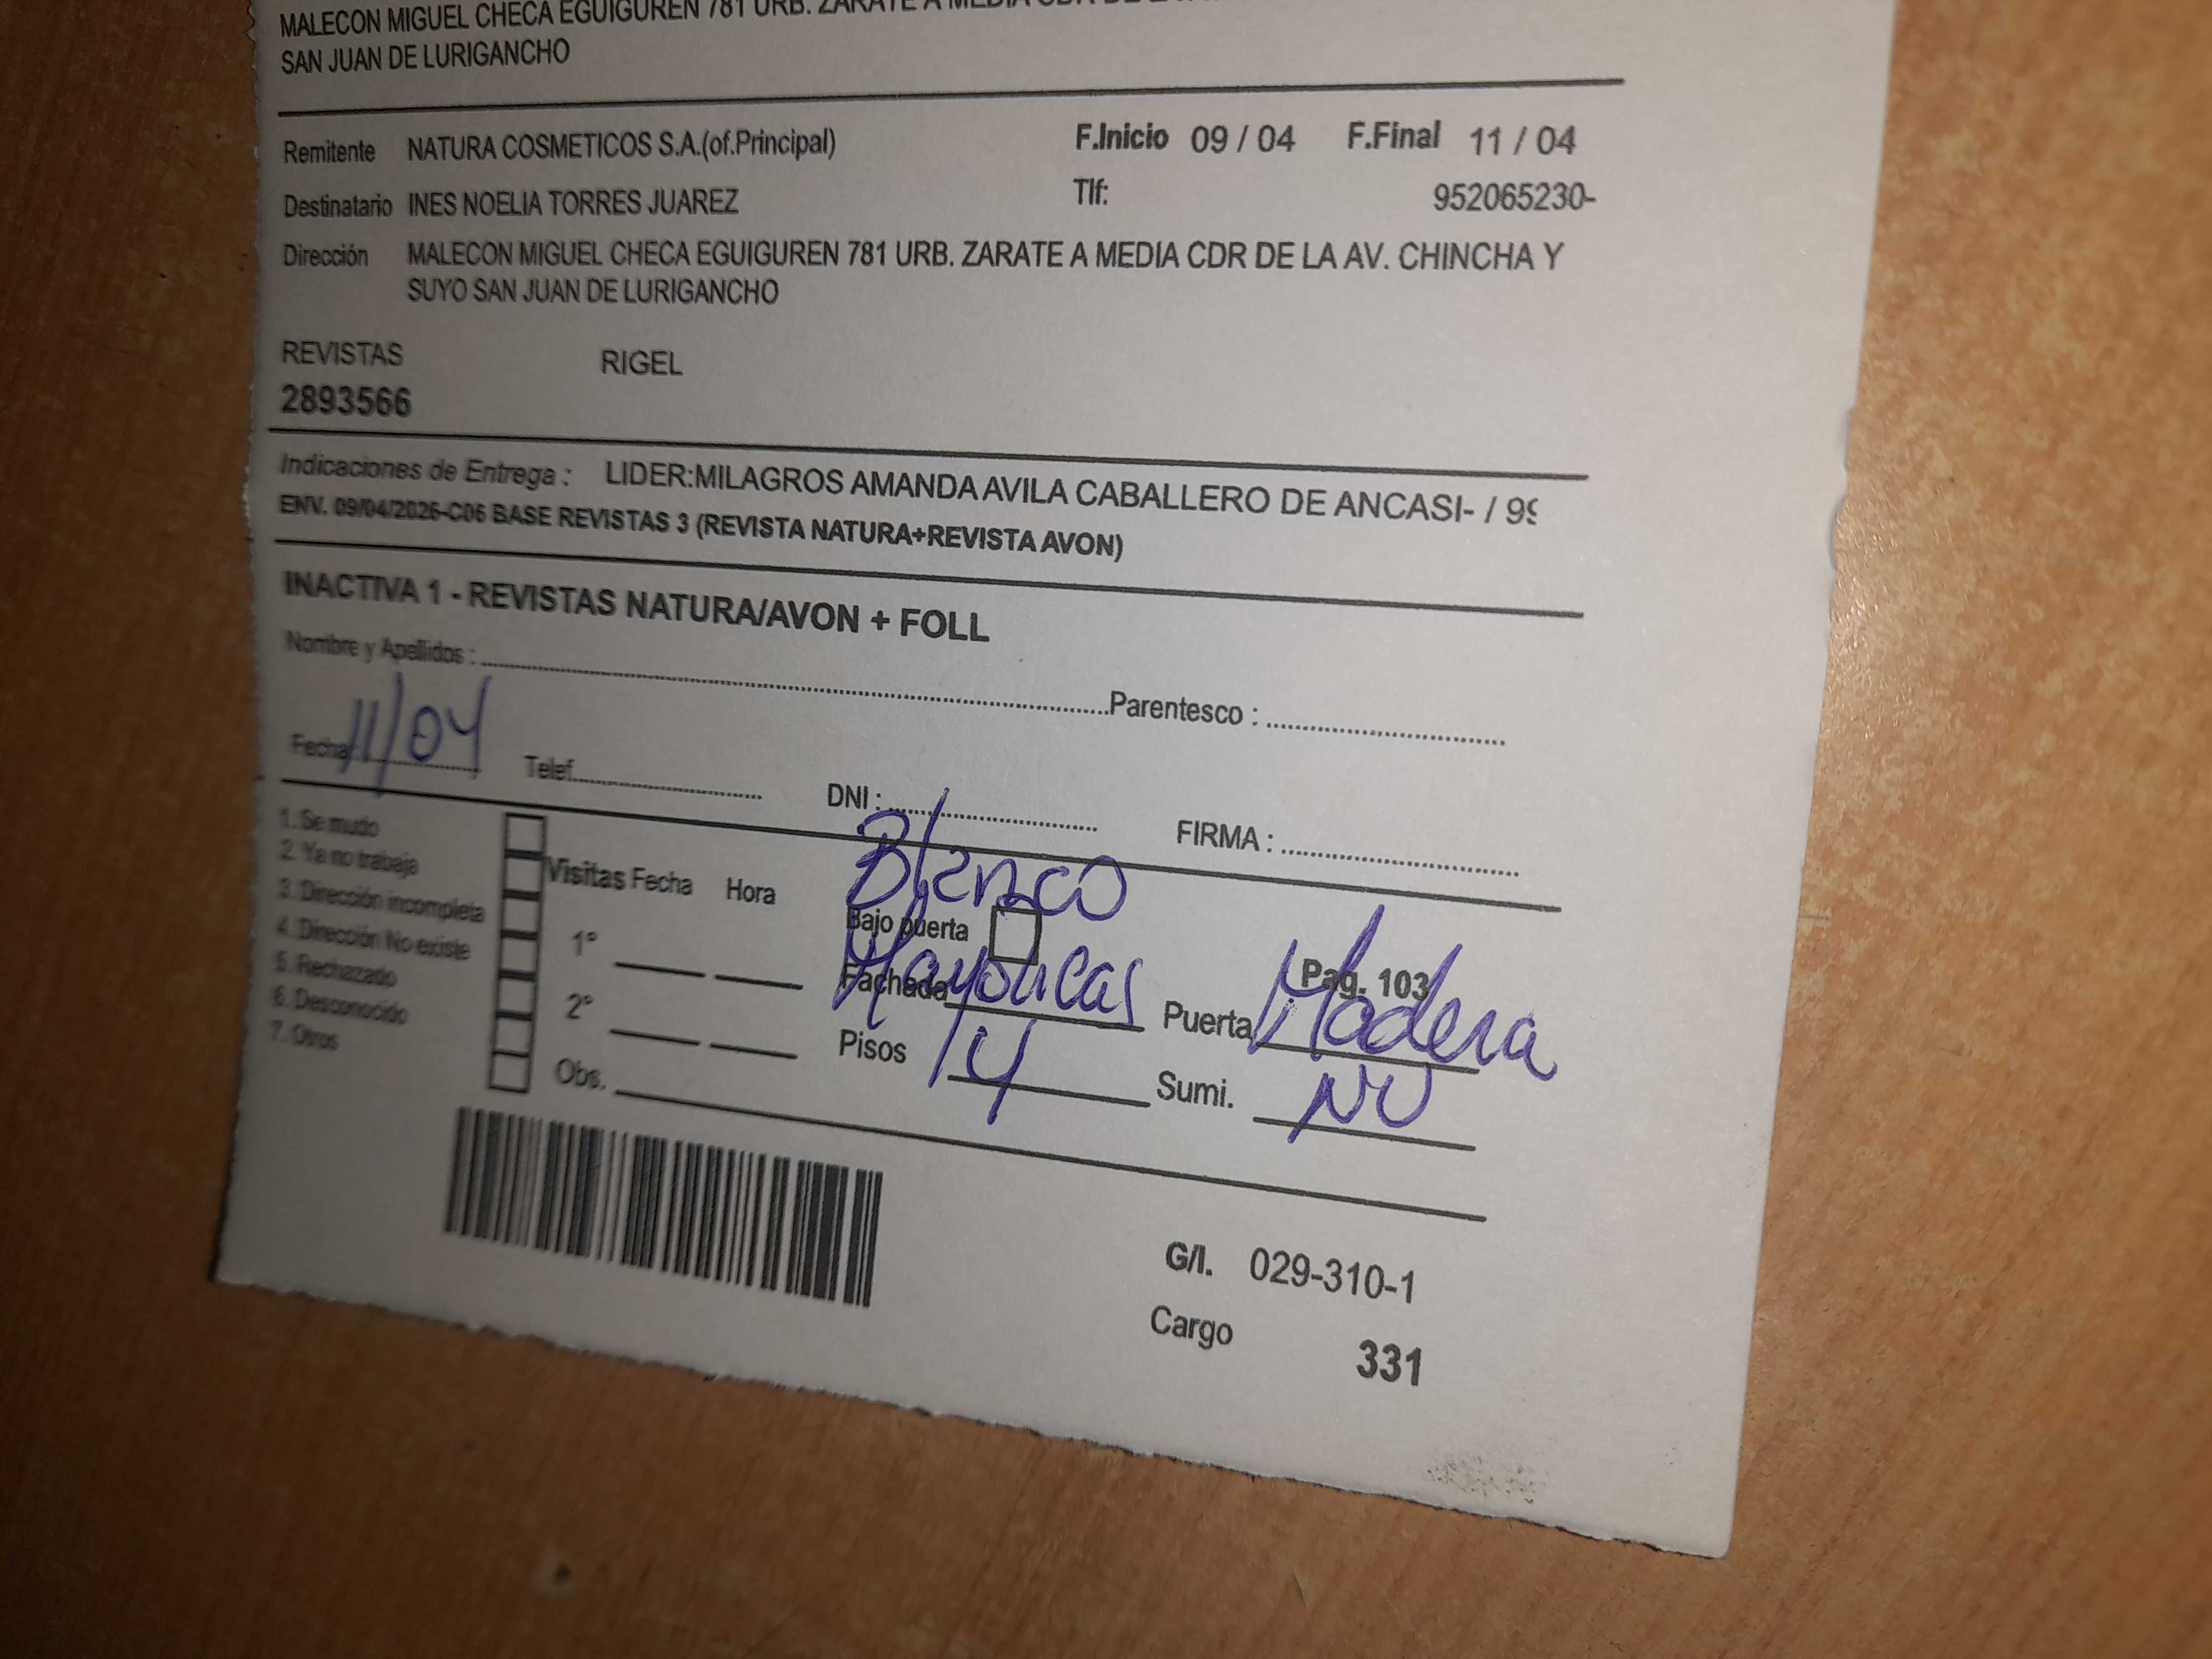 MALECON MIGUEL CHECA EGUIGUREN 781 URB. ZARATE A MEDIA CDR DE
SAN JUAN DE LURIGANCHO
Remitente NATURA COSMETICOS S.A.(of.Principal) F.Inicio 09 / 04 F.Final 11 / 04
Destinatario INES NOELIA TORRES JUAREZ Tlf: 952065230-
Dirección MALECON MIGUEL CHECA EGUIGUREN 781 URB. ZARATE A MEDIA CDR DE LA AV. CHINCHA Y
SUYO SAN JUAN DE LURIGANCHO
REVISTAS RIGEL
2893566
Indicaciones de Entrega : LIDER:MILAGROS AMANDA AVILA CABALLERO DE ANCASI- / 99
ENV. 09/04/2026-C06 BASE REVISTAS 3 (REVISTA NATURA+REVISTA AVON)
INACTIVA 1 - REVISTAS NATURA/AVON + FOLL
Nombre y Apellidos : Parentesco :
Fecha: 11/04 Telef. DNI : FIRMA :
1. Se mudo
2. Ya no trabaja
3. Dirección incompleta
4. Dirección No existe
5. Rechazado
6. Desconocido
7. Otros
Visitas Fecha Hora
1°
2°
Obs.
Blanco
Bajo puerta
Fachada Mayolicas Puerta Madera
Pag. 103
Pisos 4 Sumi. NO
G/I. 029-310-1
Cargo 331